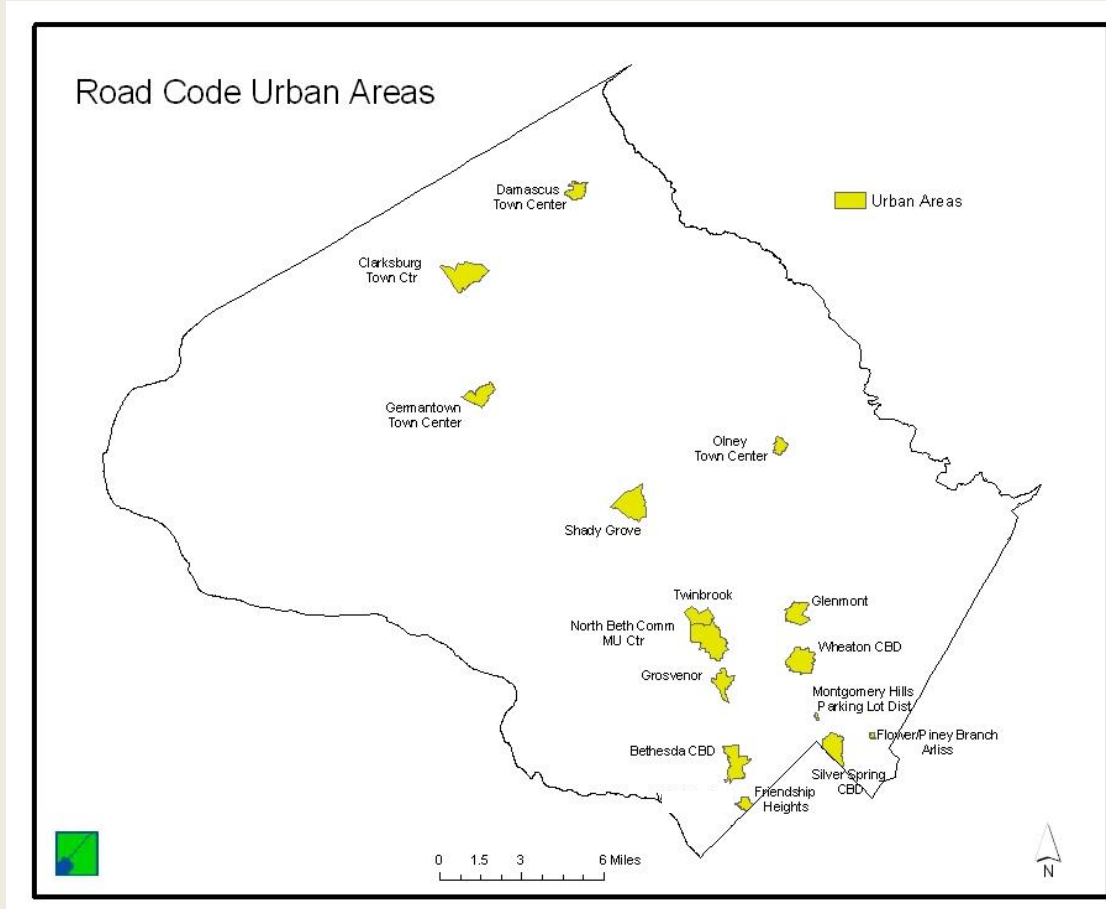 Road Code Urban Areas
Damascus
Town Center
Urban Areas
Clarksburg
Town Ctr
Germantown
Town Center
Olney
Town Center
Shady Grove
Twinbrook
Glenmont
North Beth Comm
MU Ctr
Wheaton CBD
Grosvenor
Montgomery Hills
Parking Lot Dist
Flower/Piney Branch
Arliss
Bethesda CBD
Silver Spring
CBD
Friendship
Heights
0 1.5 3 6 Miles
N